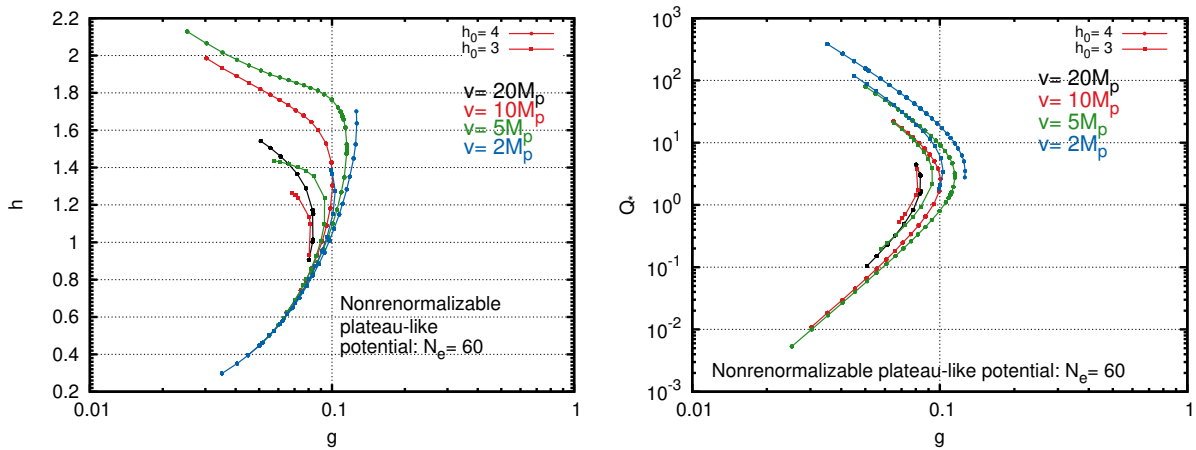 2.2
2
1.8
1.6
1.4
1.2
1
0.8
0.6
0.4
0.2
h
0.01
0.1
1
g
h₀= 4
h₀= 3
v= 20Mₚ
v= 10Mₚ
v= 5Mₚ
v= 2Mₚ
Nonrenormalizable
plateau-like
potential: Nₑ= 60
10³
10²
10¹
10⁰
10⁻¹
10⁻²
10⁻³
Q*
0.01
0.1
1
g
h₀= 4
h₀= 3
v= 20Mₚ
v= 10Mₚ
v= 5Mₚ
v= 2Mₚ
Nonrenormalizable plateau-like potential: Nₑ= 60